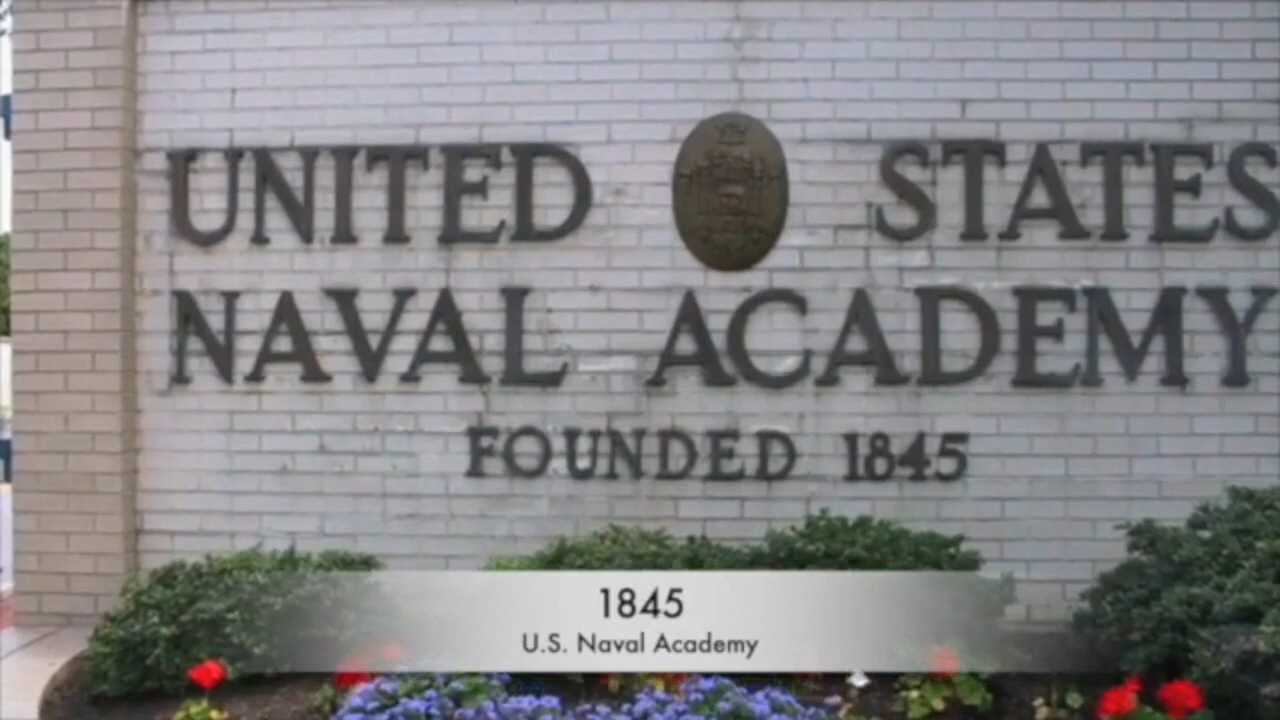 UNITED STATES
NAVAL ACADEMY
FOUNDED 1845
1845
U.S. Naval Academy